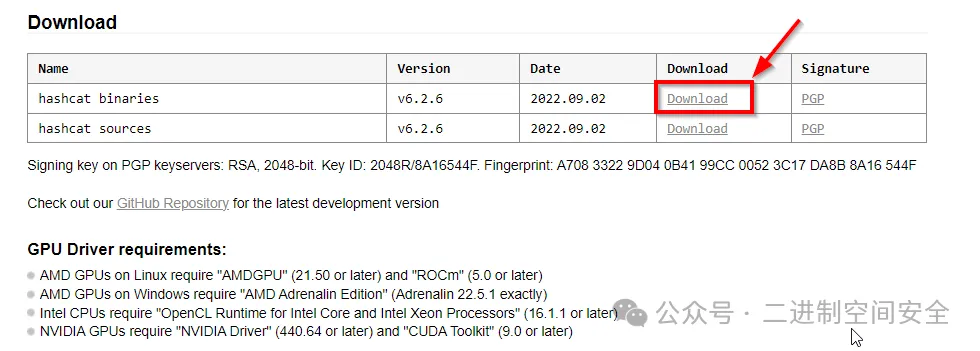 Download
Name Version Date Download Signature
hashcat binaries v6.2.6 2022.09.02 Download PGP
hashcat sources v6.2.6 2022.09.02 Download PGP
Signing key on PGP keyservers: RSA, 2048-bit. Key ID: 2048R/8A16544F. Fingerprint: A708 3322 9D04 0B41 99CC 0052 3C17 DA8B 8A16 544F
Check out our GitHub Repository for the latest development version
GPU Driver requirements:
AMD GPUs on Linux require "AMDGPU" (21.50 or later) and "ROCm" (5.0 or later)
AMD GPUs on Windows require "AMD Adrenalin Edition" (Adrenalin 22.5.1 exactly)
Intel CPUs require "OpenCL Runtime for Intel Core and Intel Xeon Processors" (16.1.1 or later)
NVIDIA GPUs require "NVIDIA Driver" (440.64 or later) and "CUDA Toolkit" (9.0 or later)
公众号 · 二进制空间安全